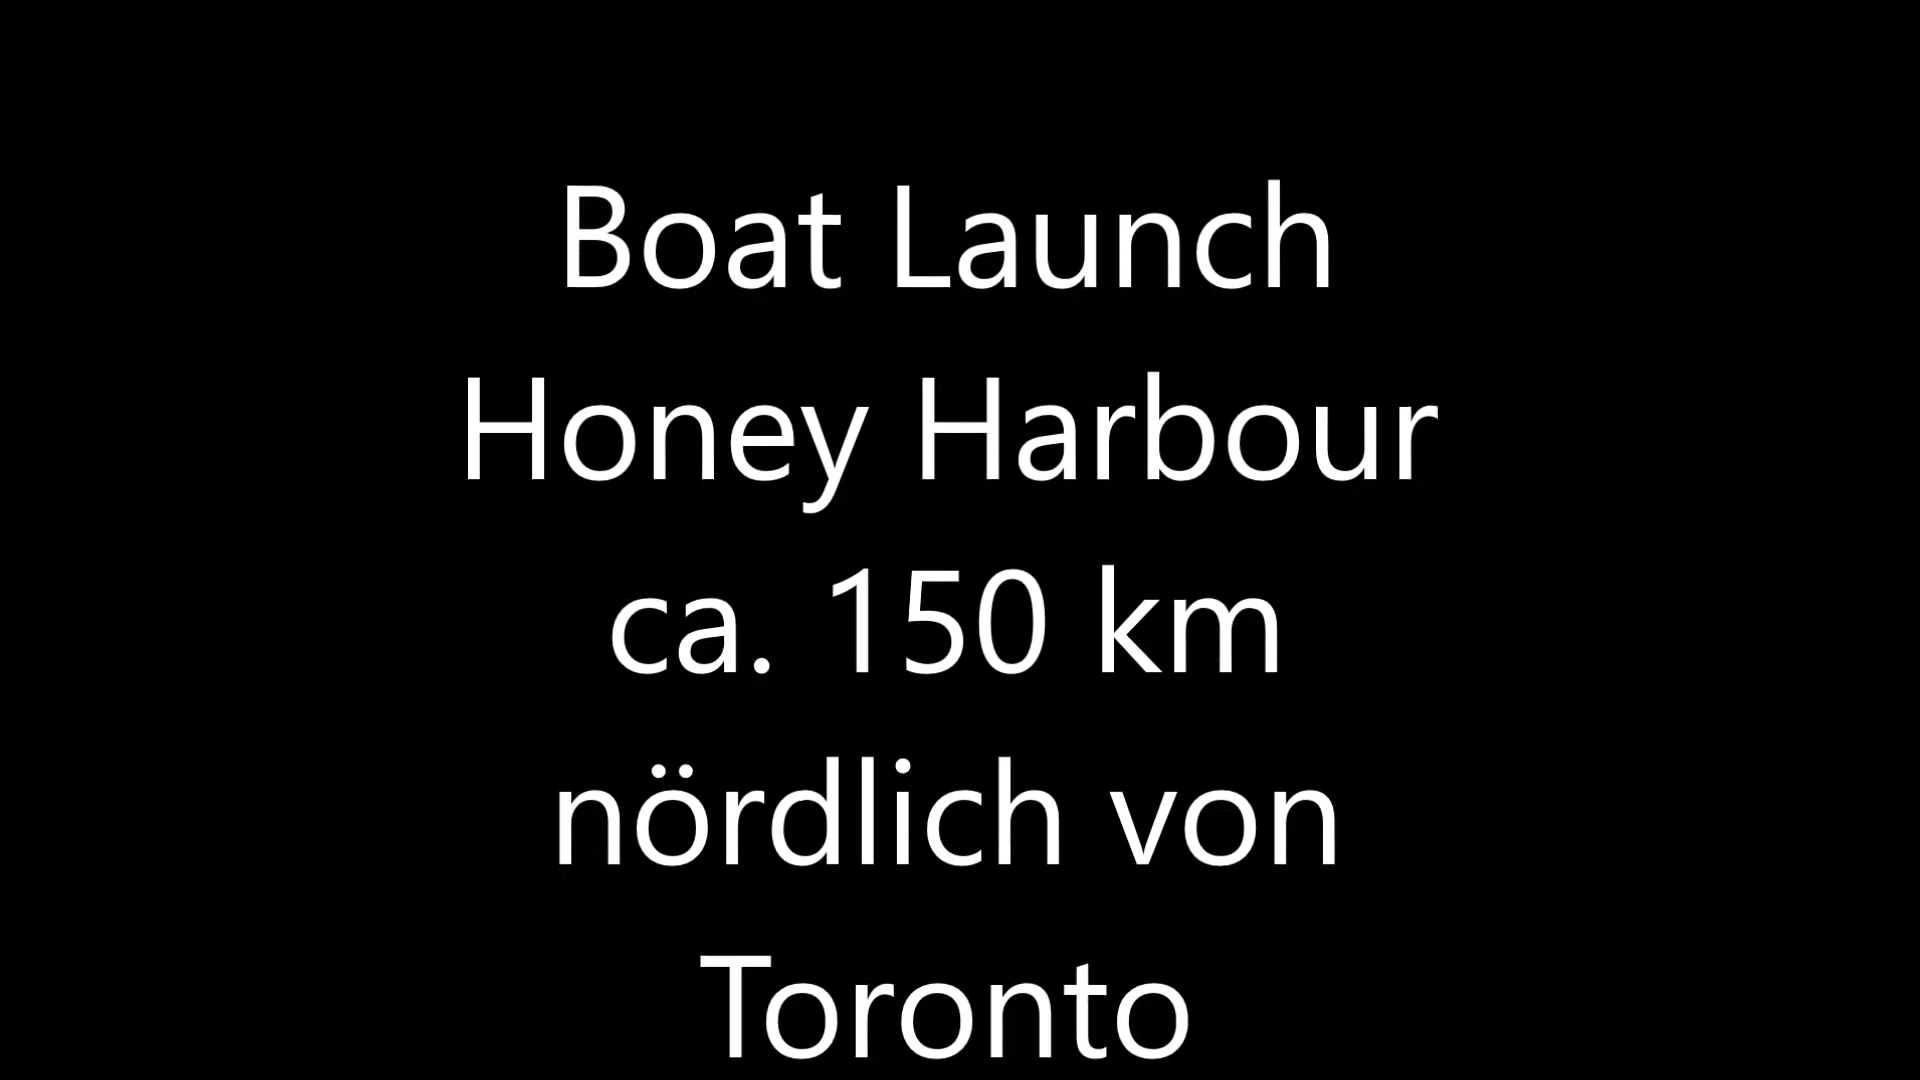 Boat Launch
Honey Harbour
ca. 150 km
nördlich von
Toronto